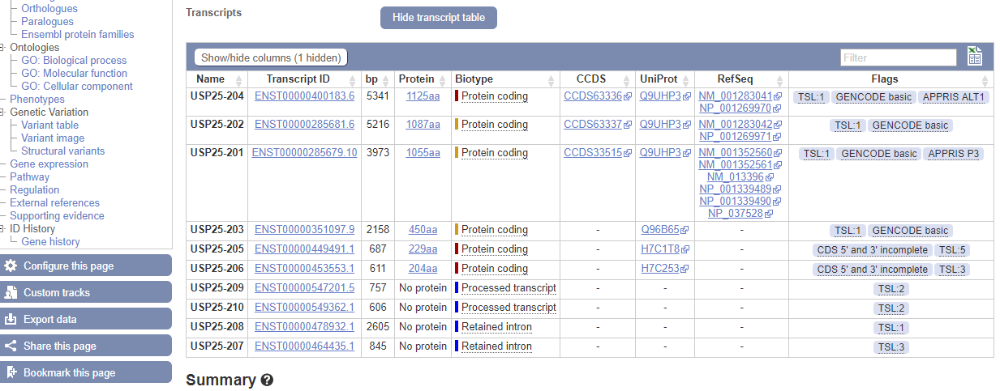 Orthologues
Paralogues
Ensembl protein families
Ontologies
GO: Biological process
GO: Molecular function
GO: Cellular component
Phenotypes
Genetic Variation
Variant table
Variant image
Structural variants
Gene expression
Pathway
Regulation
External references
Supporting evidence
ID History
Gene history
Configure this page
Custom tracks
Export data
Share this page
Bookmark this page
Transcripts Hide transcript table
Show/hide columns (1 hidden) Filter
Name Transcript ID bp Protein Biotype CCDS UniProt RefSeq Flags
USP25-204 ENST00000400183.6 5341 1125aa Protein coding CCDS63336 Q9UHP3 NM_001283041 TSL:1 GENCODE basic APPRIS ALT1
NP_001269970
USP25-202 ENST00000285681.6 5216 1087aa Protein coding CCDS63337 Q9UHP3 NM_001283042 TSL:1 GENCODE basic
NP_001269971
USP25-201 ENST00000285679.10 3973 1055aa Protein coding CCDS33515 Q9UHP3 NM_001352560 TSL:1 GENCODE basic APPRIS P3
NM_001352561
NM_013396
NP_001339489
NP_001339490
NP_037528
USP25-203 ENST00000351097.9 2158 450aa Protein coding - Q96B65 - TSL:1 GENCODE basic
USP25-205 ENST00000449491.1 687 229aa Protein coding - H7C1T8 - CDS 5' and 3' incomplete TSL:5
USP25-206 ENST00000453553.1 611 204aa Protein coding - H7C253 - CDS 5' and 3' incomplete TSL:3
USP25-209 ENST00000547201.5 757 No protein Processed transcript - - - TSL:2
USP25-210 ENST00000549362.1 606 No protein Processed transcript - - - TSL:2
USP25-208 ENST00000478932.1 2605 No protein Retained intron - - - TSL:1
USP25-207 ENST00000464435.1 845 No protein Retained intron - - - TSL:3
Summary ?